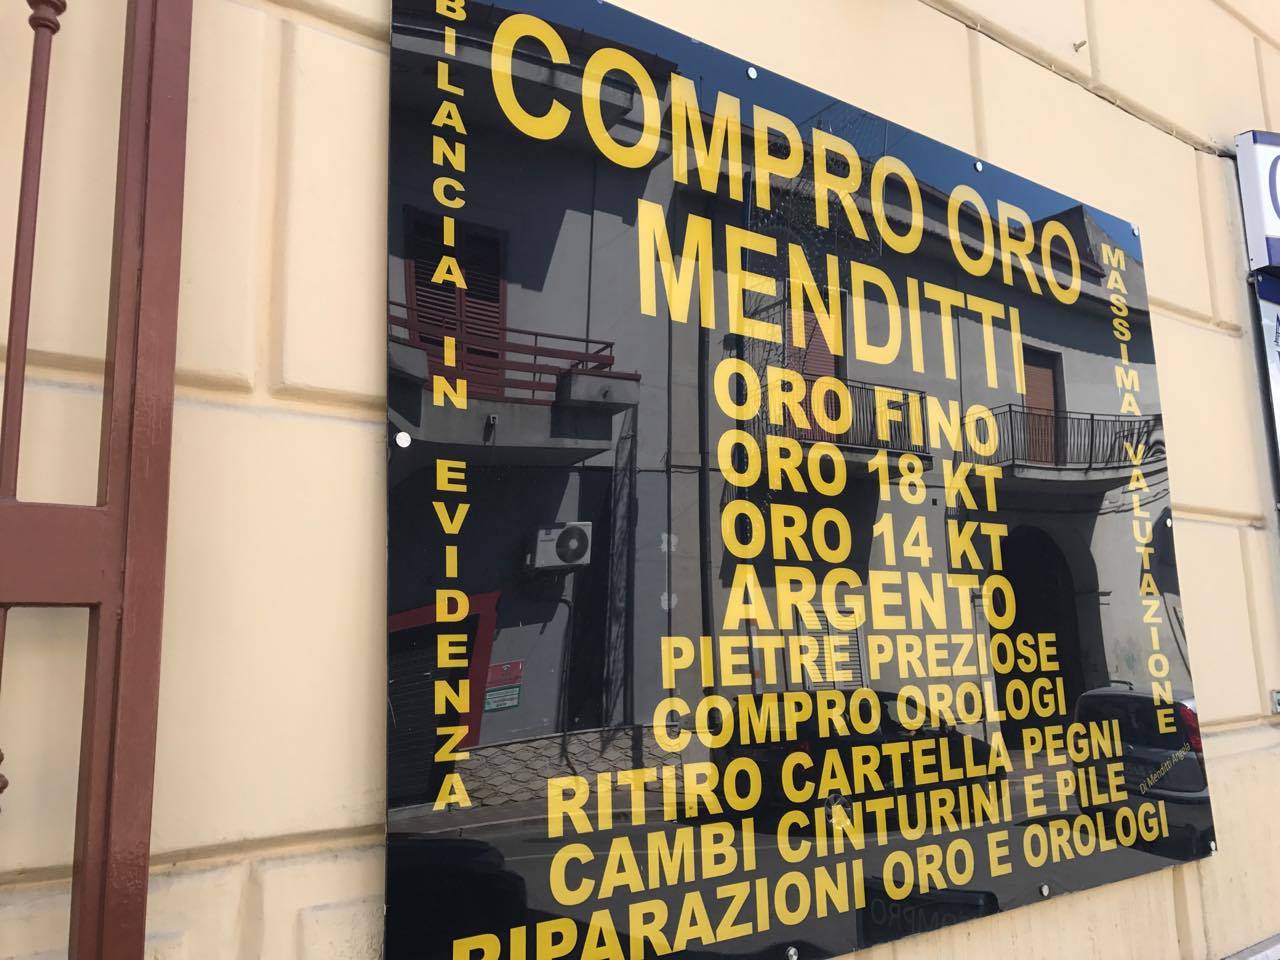 BILANCIA IN EVIDENZA
COMPRO ORO
MENDITTI
ORO FINO
ORO 18 KT
ORO 14 KT
ARGENTO
PIETRE PREZIOSE
COMPRO OROLOGI
RITIRO CARTELLA PEGNI
CAMBI CINTURINI E PILE
RIPARAZIONI ORO E OROLOGI
MASSIMA VALUTAZIONE
Di Menditti Angela